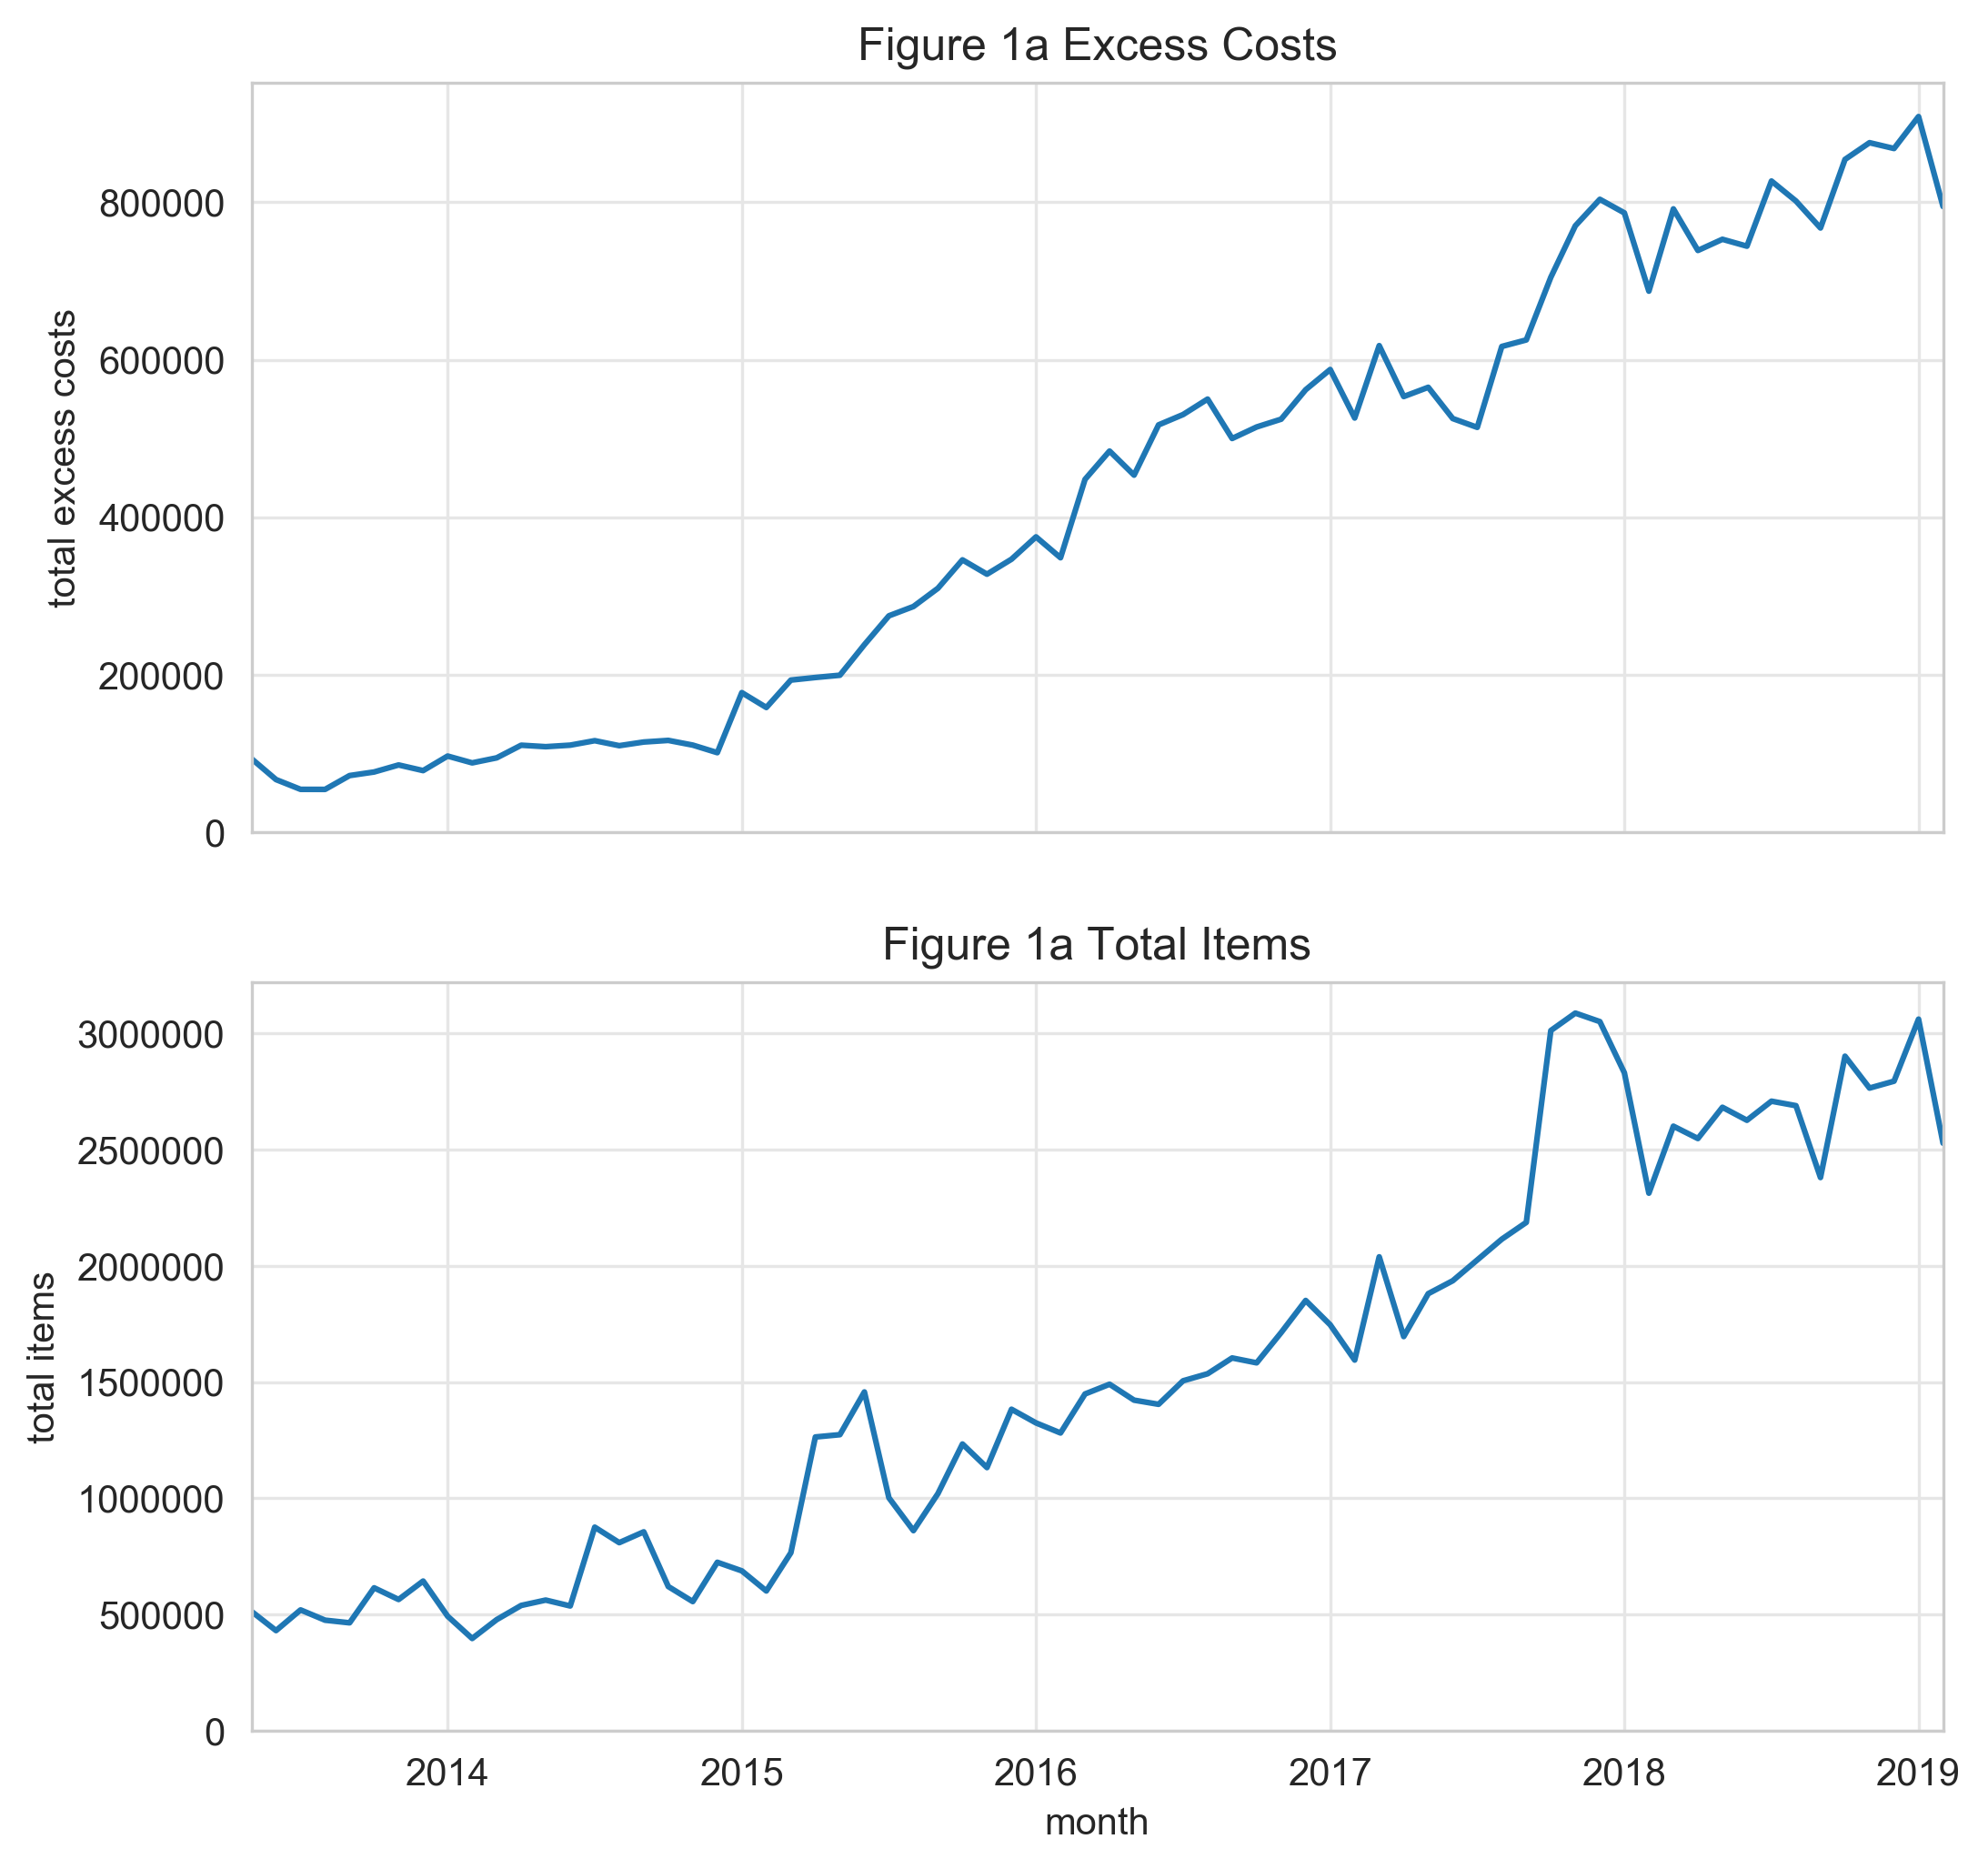 Figure 1a Excess Costs
800000
600000
400000
200000
0
total excess costs
Figure 1a Total Items
3000000
2500000
2000000
1500000
1000000
500000
0
total items
2014 2015 2016 2017 2018 2019
month